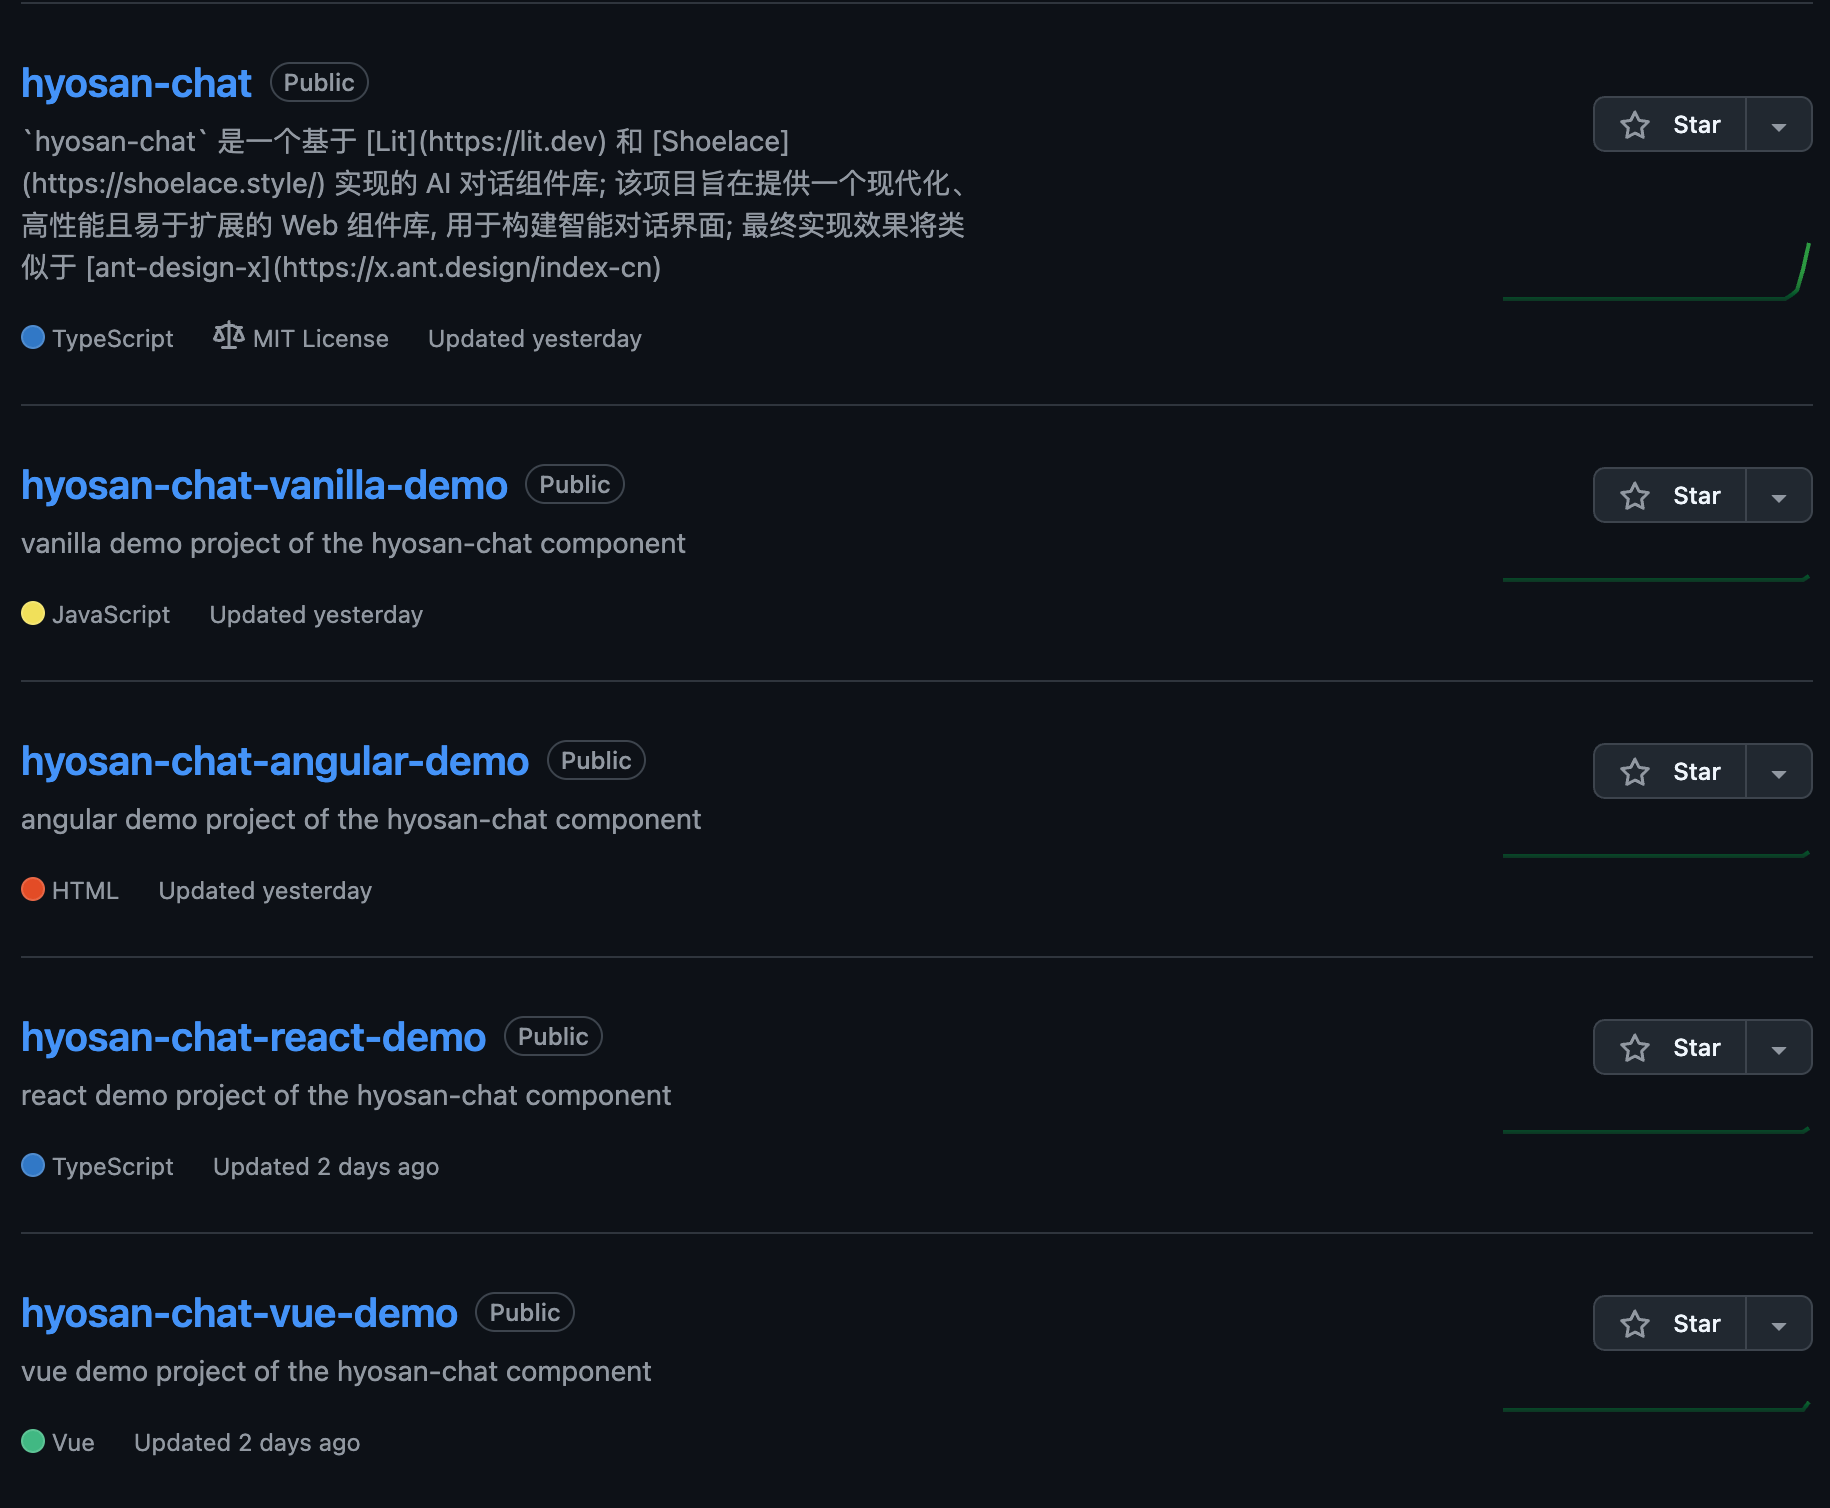 hyosan-chat Public
Star
`hyosan-chat` 是一个基于 [Lit](https://lit.dev) 和 [Shoelace]
(https://shoelace.style/) 实现的 AI 对话组件库; 该项目旨在提供一个现代化、
高性能且易于扩展的 Web 组件库, 用于构建智能对话界面; 最终实现效果将类
似于 [ant-design-x](https://x.ant.design/index-cn)
TypeScript MIT License Updated yesterday
hyosan-chat-vanilla-demo Public
Star
vanilla demo project of the hyosan-chat component
JavaScript Updated yesterday
hyosan-chat-angular-demo Public
Star
angular demo project of the hyosan-chat component
HTML Updated yesterday
hyosan-chat-react-demo Public
Star
react demo project of the hyosan-chat component
TypeScript Updated 2 days ago
hyosan-chat-vue-demo Public
Star
vue demo project of the hyosan-chat component
Vue Updated 2 days ago